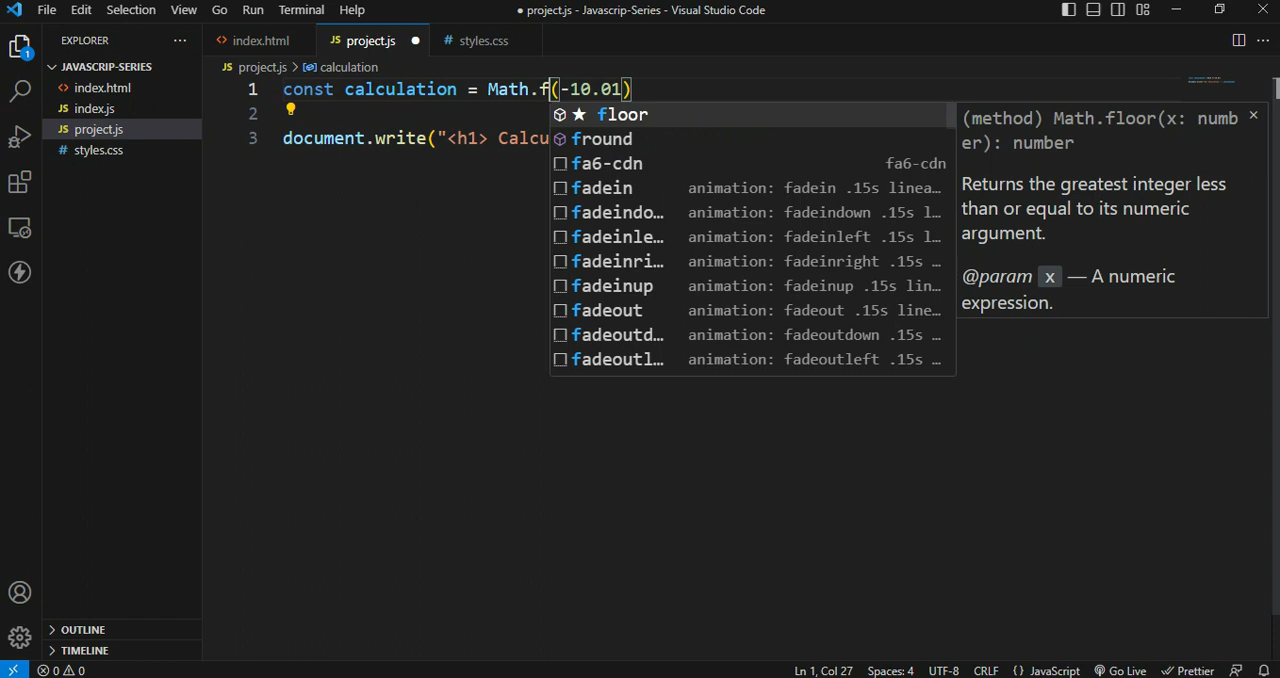 File Edit Selection View Go Run Terminal Help
● project.js - Javascrip-Series - Visual Studio Code
EXPLORER ···
index.html
JS project.js ●
# styles.css
1
JAVASCRIP-SERIES
<> index.html
JS index.js
JS project.js
# styles.css
JS project.js > calculation
1 const calculation = Math.f(-10.01)
2
3 document.write("<h1> Calcu
floor
fround
fa6-cdn fa6-cdn
fadein animation: fadein .15s linea…
fadeindo… animation: fadeindown .15s l…
fadeinle… animation: fadeinleft .15s l…
fadeinri… animation: fadeinright .15s …
fadeinup animation: fadeinup .15s lin…
fadeout animation: fadeout .15s line…
fadeoutd… animation: fadeoutdown .15s …
fadeoutl… animation: fadeoutleft .15s …
(method) Math.floor(x: numb
er): number
Returns the greatest integer less
than or equal to its numeric
argument.
@param x — A numeric
expression.
OUTLINE
TIMELINE
0 0
Ln 1, Col 27 Spaces: 4 UTF-8 CRLF {} JavaScript Go Live Prettier